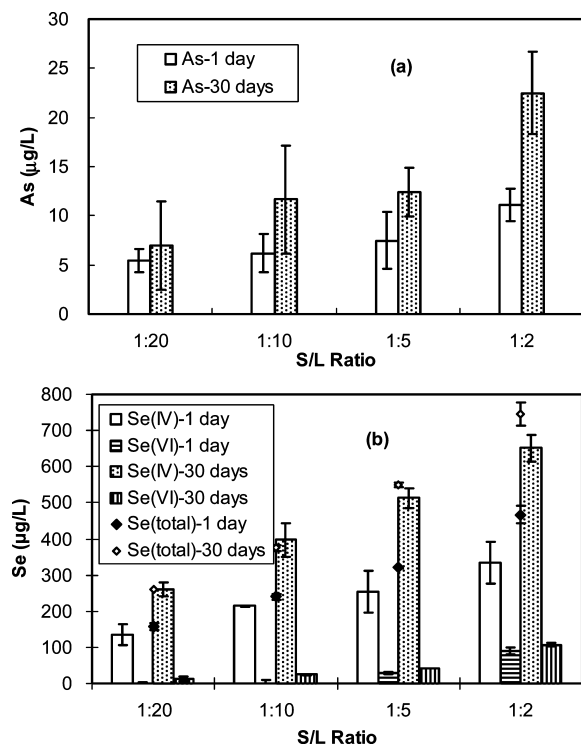 30
25
20
15
10
5
0
As (µg/L)
As-1 day
As-30 days
(a)
1:20 1:10 1:5 1:2
S/L Ratio
800
700
600
500
400
300
200
100
0
Se (µg/L)
Se(IV)-1 day
Se(VI)-1 day
Se(IV)-30 days
Se(VI)-30 days
Se(total)-1 day
Se(total)-30 days
(b)
1:20 1:10 1:5 1:2
S/L Ratio